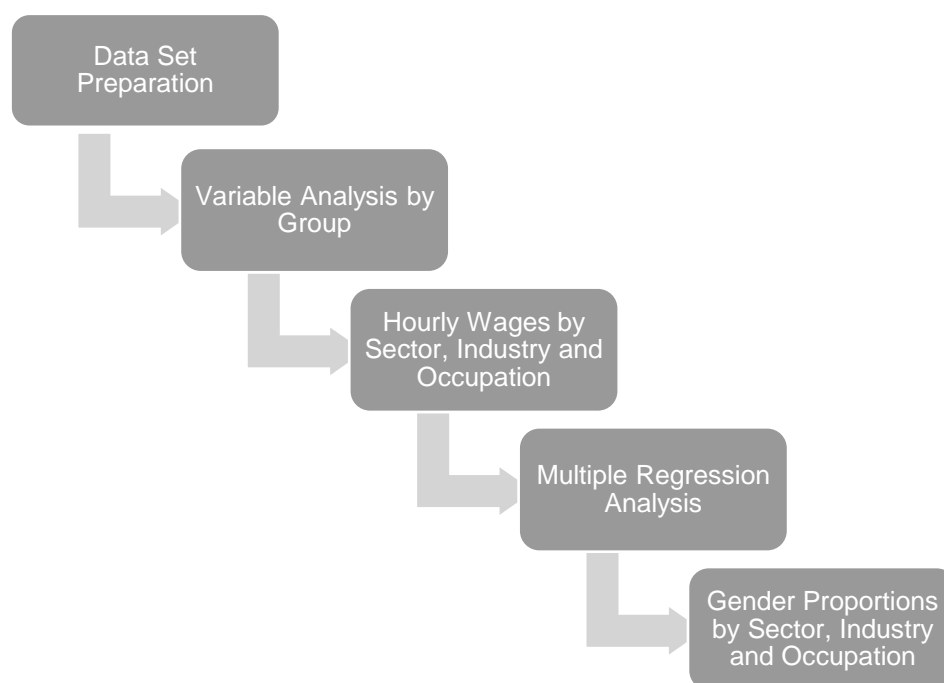 Data Set
Preparation
Variable Analysis by
Group
Hourly Wages by
Sector, Industry and
Occupation
Multiple Regression
Analysis
Gender Proportions
by Sector, Industry
and Occupation